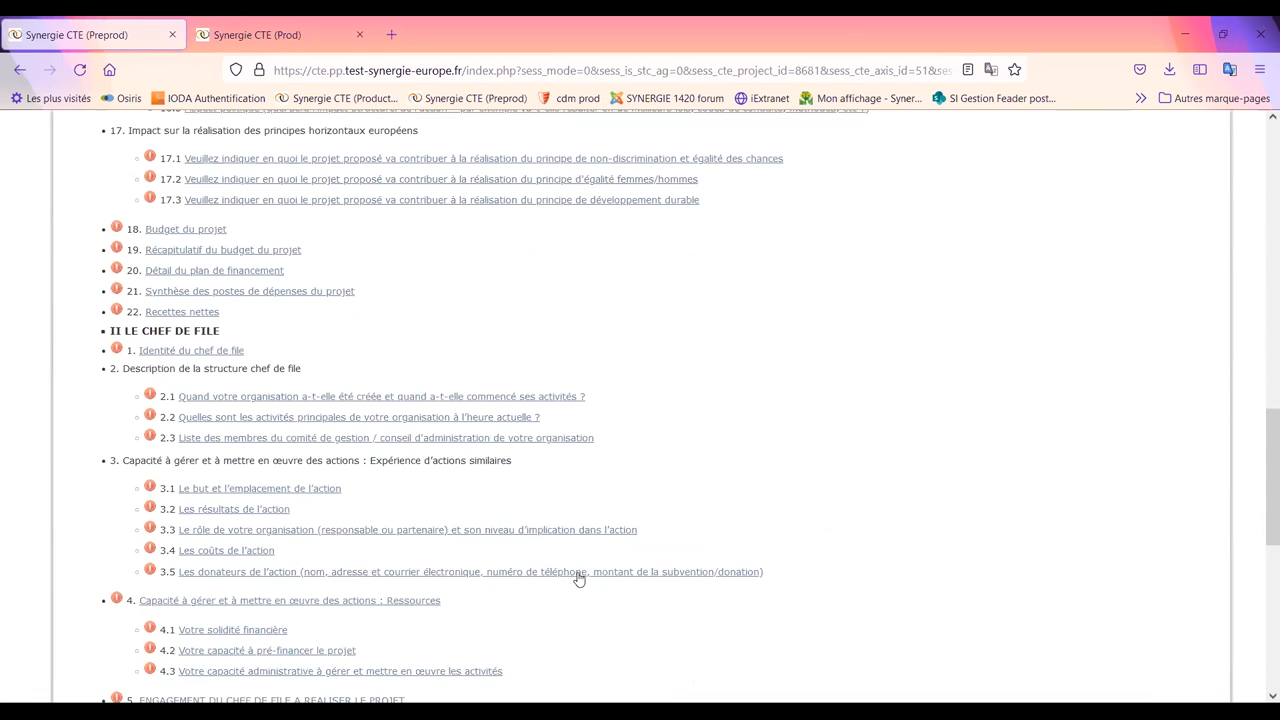 Synergie CTE (Preprod)
Synergie CTE (Prod)
https://cte.pp.test-synergie-europe.fr/index.php?sess_mode=0&sess_is_stc_ag=0&sess_cte_project_id=8681&sess_cte_axis_id=51&sess
Les plus visités
Osiris
IODA Authentification
Synergie CTE (Product...
Synergie CTE (Preprod)
cdm prod
SYNERGIE 1420 forum
iExtranet
Mon affichage - Syner...
SI Gestion Feader post...
Autres marque-pages
17. Impact sur la réalisation des principes horizontaux européens
17.1 Veuillez indiquer en quoi le projet proposé va contribuer à la réalisation du principe de non-discrimination et égalité des chances
17.2 Veuillez indiquer en quoi le projet proposé va contribuer à la réalisation du principe d'égalité femmes/hommes
17.3 Veuillez indiquer en quoi le projet proposé va contribuer à la réalisation du principe de développement durable
18. Budget du projet
19. Récapitulatif du budget du projet
20. Détail du plan de financement
21. Synthèse des postes de dépenses du projet
22. Recettes nettes
II LE CHEF DE FILE
1. Identité du chef de file
2. Description de la structure chef de file
2.1 Quand votre organisation a-t-elle été créée et quand a-t-elle commencé ses activités ?
2.2 Quelles sont les activités principales de votre organisation à l'heure actuelle ?
2.3 Liste des membres du comité de gestion / conseil d'administration de votre organisation
3. Capacité à gérer et à mettre en œuvre des actions : Expérience d'actions similaires
3.1 Le but et l'emplacement de l'action
3.2 Les résultats de l'action
3.3 Le rôle de votre organisation (responsable ou partenaire) et son niveau d'implication dans l'action
3.4 Les coûts de l'action
3.5 Les donateurs de l'action (nom, adresse et courrier électronique, numéro de téléphone, montant de la subvention/donation)
4. Capacité à gérer et à mettre en œuvre des actions : Ressources
4.1 Votre solidité financière
4.2 Votre capacité à pré-financer le projet
4.3 Votre capacité administrative à gérer et mettre en œuvre les activités
5. ENGAGEMENT DU CHEF DE FILE A REALISER LE PROJET